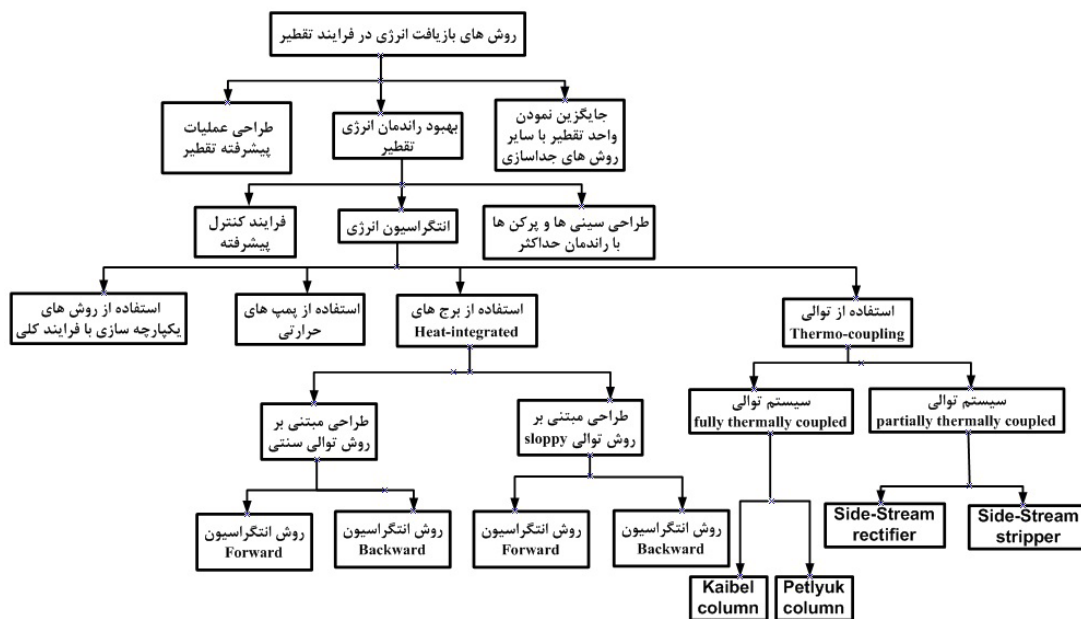 روش های بازیافت انرژی در فرایند تقطیر
جایگزین نمودن
واحد تقطیر با سایر
روش های جداسازی
بهبود راندمان انرژی
تقطیر
طراحی عملیات
پیشرفته تقطیر
طراحی سینی ها و پرکن ها
با راندمان حداکثر
انتگراسیون انرژی
فرایند کنترل
پیشرفته
استفاده از توالی
Thermo-coupling
استفاده از برج های
Heat-integrated
استفاده از پمپ های
حرارتی
استفاده از روش های
یکپارچه سازی با فرایند کلی
سیستم توالی
partially thermally coupled
سیستم توالی
fully thermally coupled
طراحی مبتنی بر
روش توالی sloppy
طراحی مبتنی بر
روش توالی سنتی
Side-Stream
stripper
Side-Stream
rectifier
روش انتگراسیون
Backward
روش انتگراسیون
Forward
روش انتگراسیون
Backward
روش انتگراسیون
Forward
Petlyuk
column
Kaibel
column